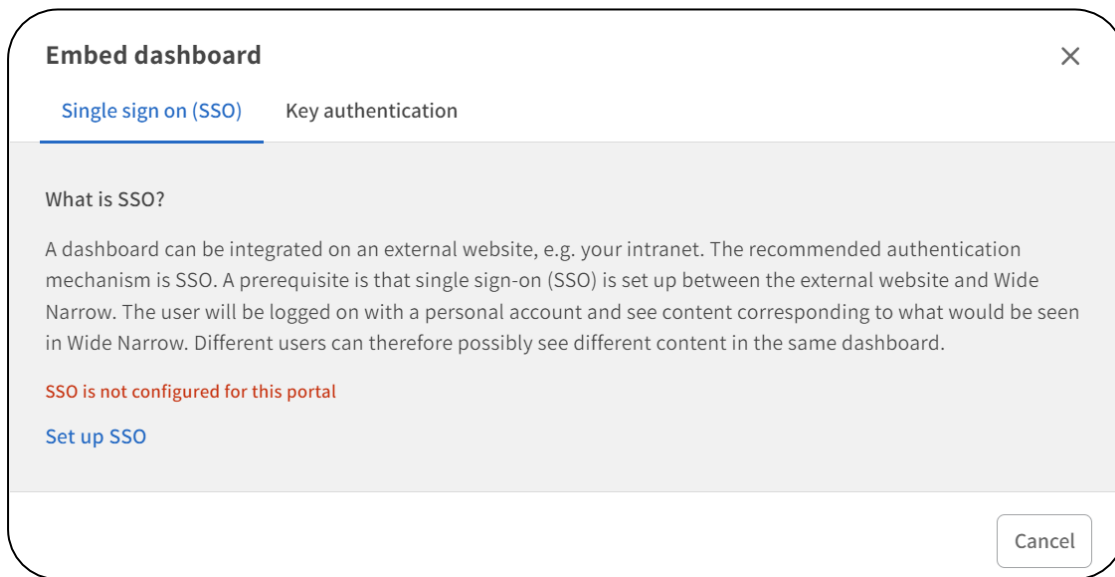 Embed dashboard
Single sign on (SSO) Key authentication
What is SSO?
A dashboard can be integrated on an external website, e.g. your intranet. The recommended authentication
mechanism is SSO. A prerequisite is that single sign-on (SSO) is set up between the external website and Wide
Narrow. The user will be logged on with a personal account and see content corresponding to what would be seen
in Wide Narrow. Different users can therefore possibly see different content in the same dashboard.
SSO is not configured for this portal
Set up SSO
Cancel